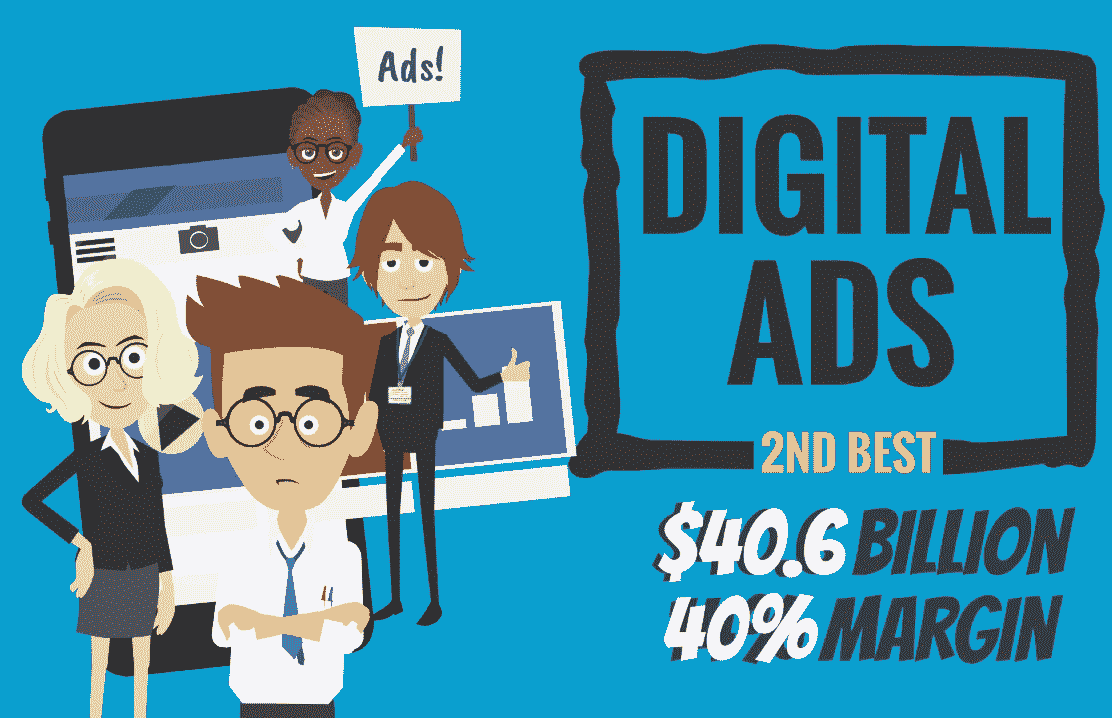 Ads!
DIGITAL
ADS
2ND BEST
$40.6 BILLION
40% MARGIN